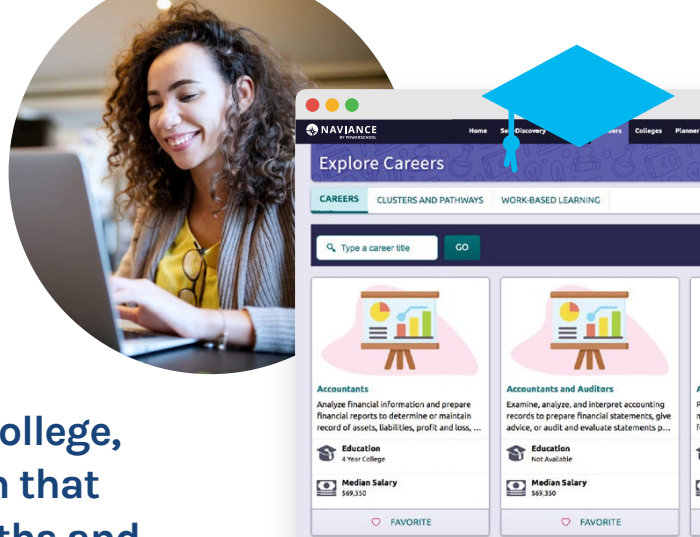 NAVIANCE
BY POWERSCHOOL
Home
Colleges
Planner
Explore Careers
CAREERS
CLUSTERS AND PATHWAYS
WORK-BASED LEARNING
Type a career title
GO
Accountants
Analyze financial information and prepare
financial reports to determine or maintain
record of assets, liabilities, profit and loss, ...
Education
4 Year College
Median Salary
$69,350
FAVORITE
Accountants and Auditors
Examine, analyze, and interpret accounting
records to prepare financial statements, give
advice, or audit and evaluate statements p...
Education
Not Available
Median Salary
$69,350
FAVORITE
ollege,
that
and